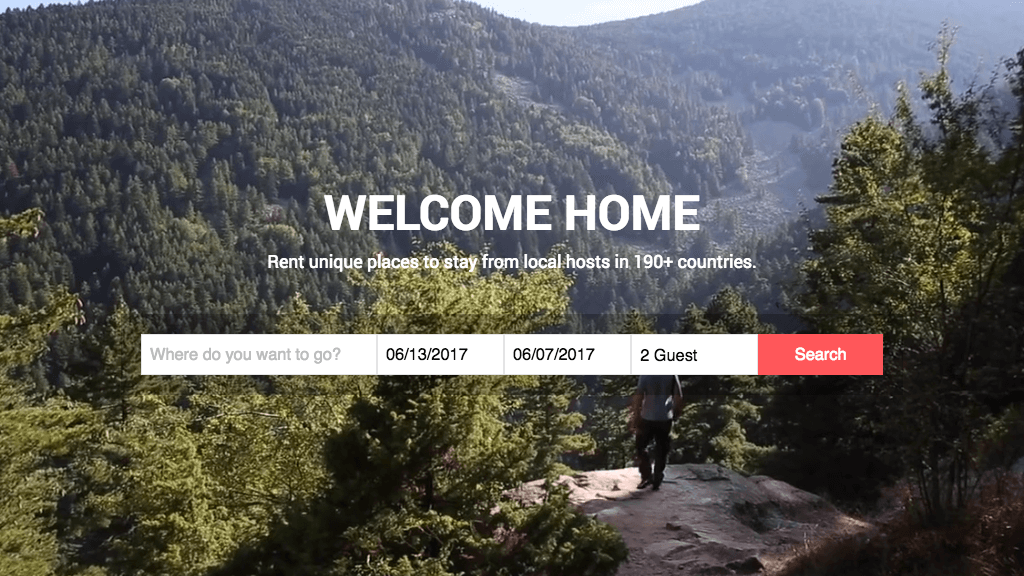 WELCOME HOME
Rent unique places to stay from local hosts in 190+ countries.
Where do you want to go? 06/13/2017 06/07/2017 2 Guest Search